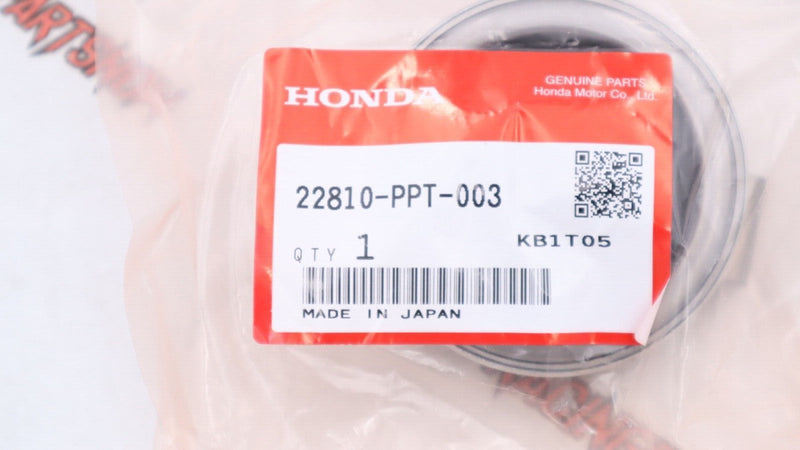 HONDA
GENUINE PARTS
Honda Motor Co., Ltd.
22810-PPT-003
QTY 1
KB1T05
MADE IN JAPAN